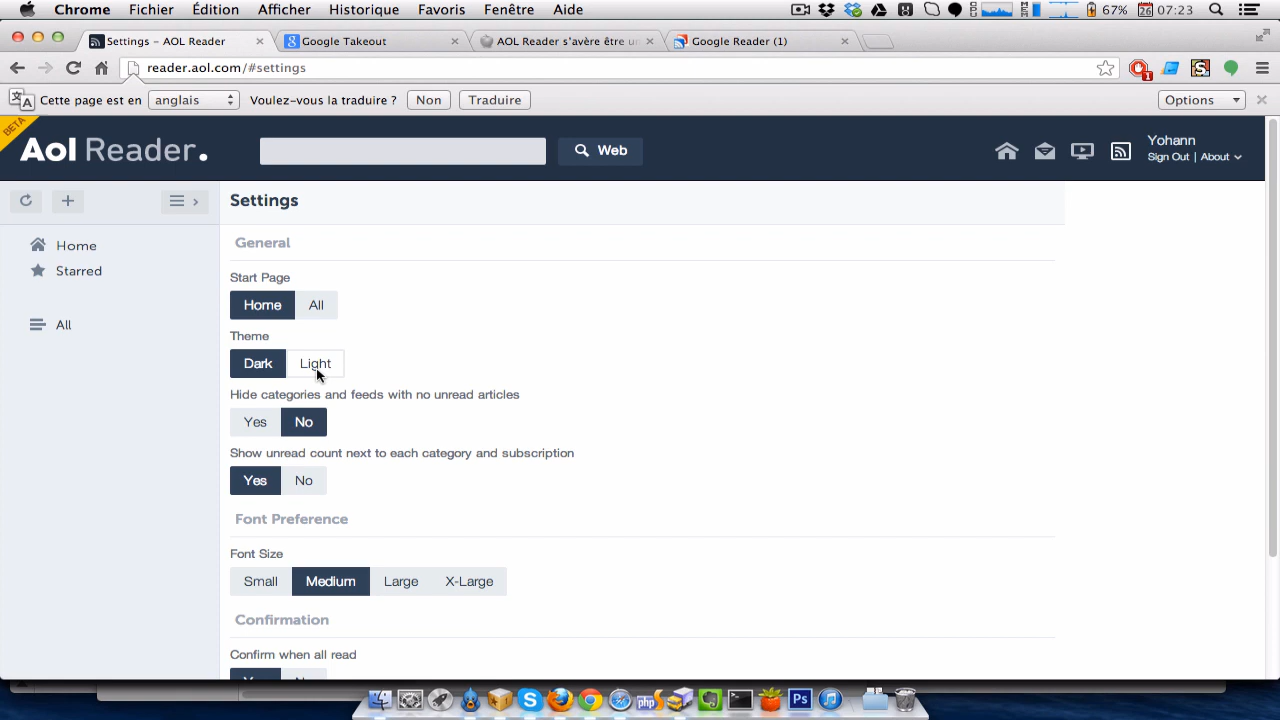 Chrome Fichier Édition Afficher Historique Favoris Fenêtre Aide 67% 26 07:23
Settings – AOL Reader Google Takeout AOL Reader s'avère être u Google Reader (1)
reader.aol.com/#settings
Cette page est en anglais Voulez-vous la traduire ? Non Traduire Options
BETA
Aol Reader. Web Yohann
Sign Out | About
Settings
Home
Starred
All
General
Start Page
Home All
Theme
Dark Light
Hide categories and feeds with no unread articles
Yes No
Show unread count next to each category and subscription
Yes No
Font Preference
Font Size
Small Medium Large X-Large
Confirmation
Confirm when all read